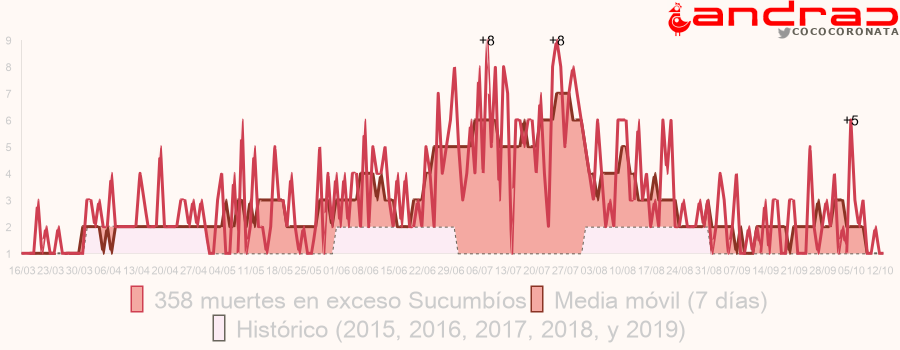 andrab
COCOCORONATA
+8 +8
+5
9
8
7
6
5
4
3
2
1
16/03 23/03 30/03 06/04 13/04 20/04 27/04 04/05 11/05 18/05 25/05 01/06 08/06 15/06 22/06 29/06 06/07 13/07 20/07 27/07 03/08 10/08 17/08 24/08 31/08 07/09 14/09 21/09 28/09 05/10 12/10
358 muertes en exceso Sucumbíos Media móvil (7 días)
Histórico (2015, 2016, 2017, 2018, y 2019)